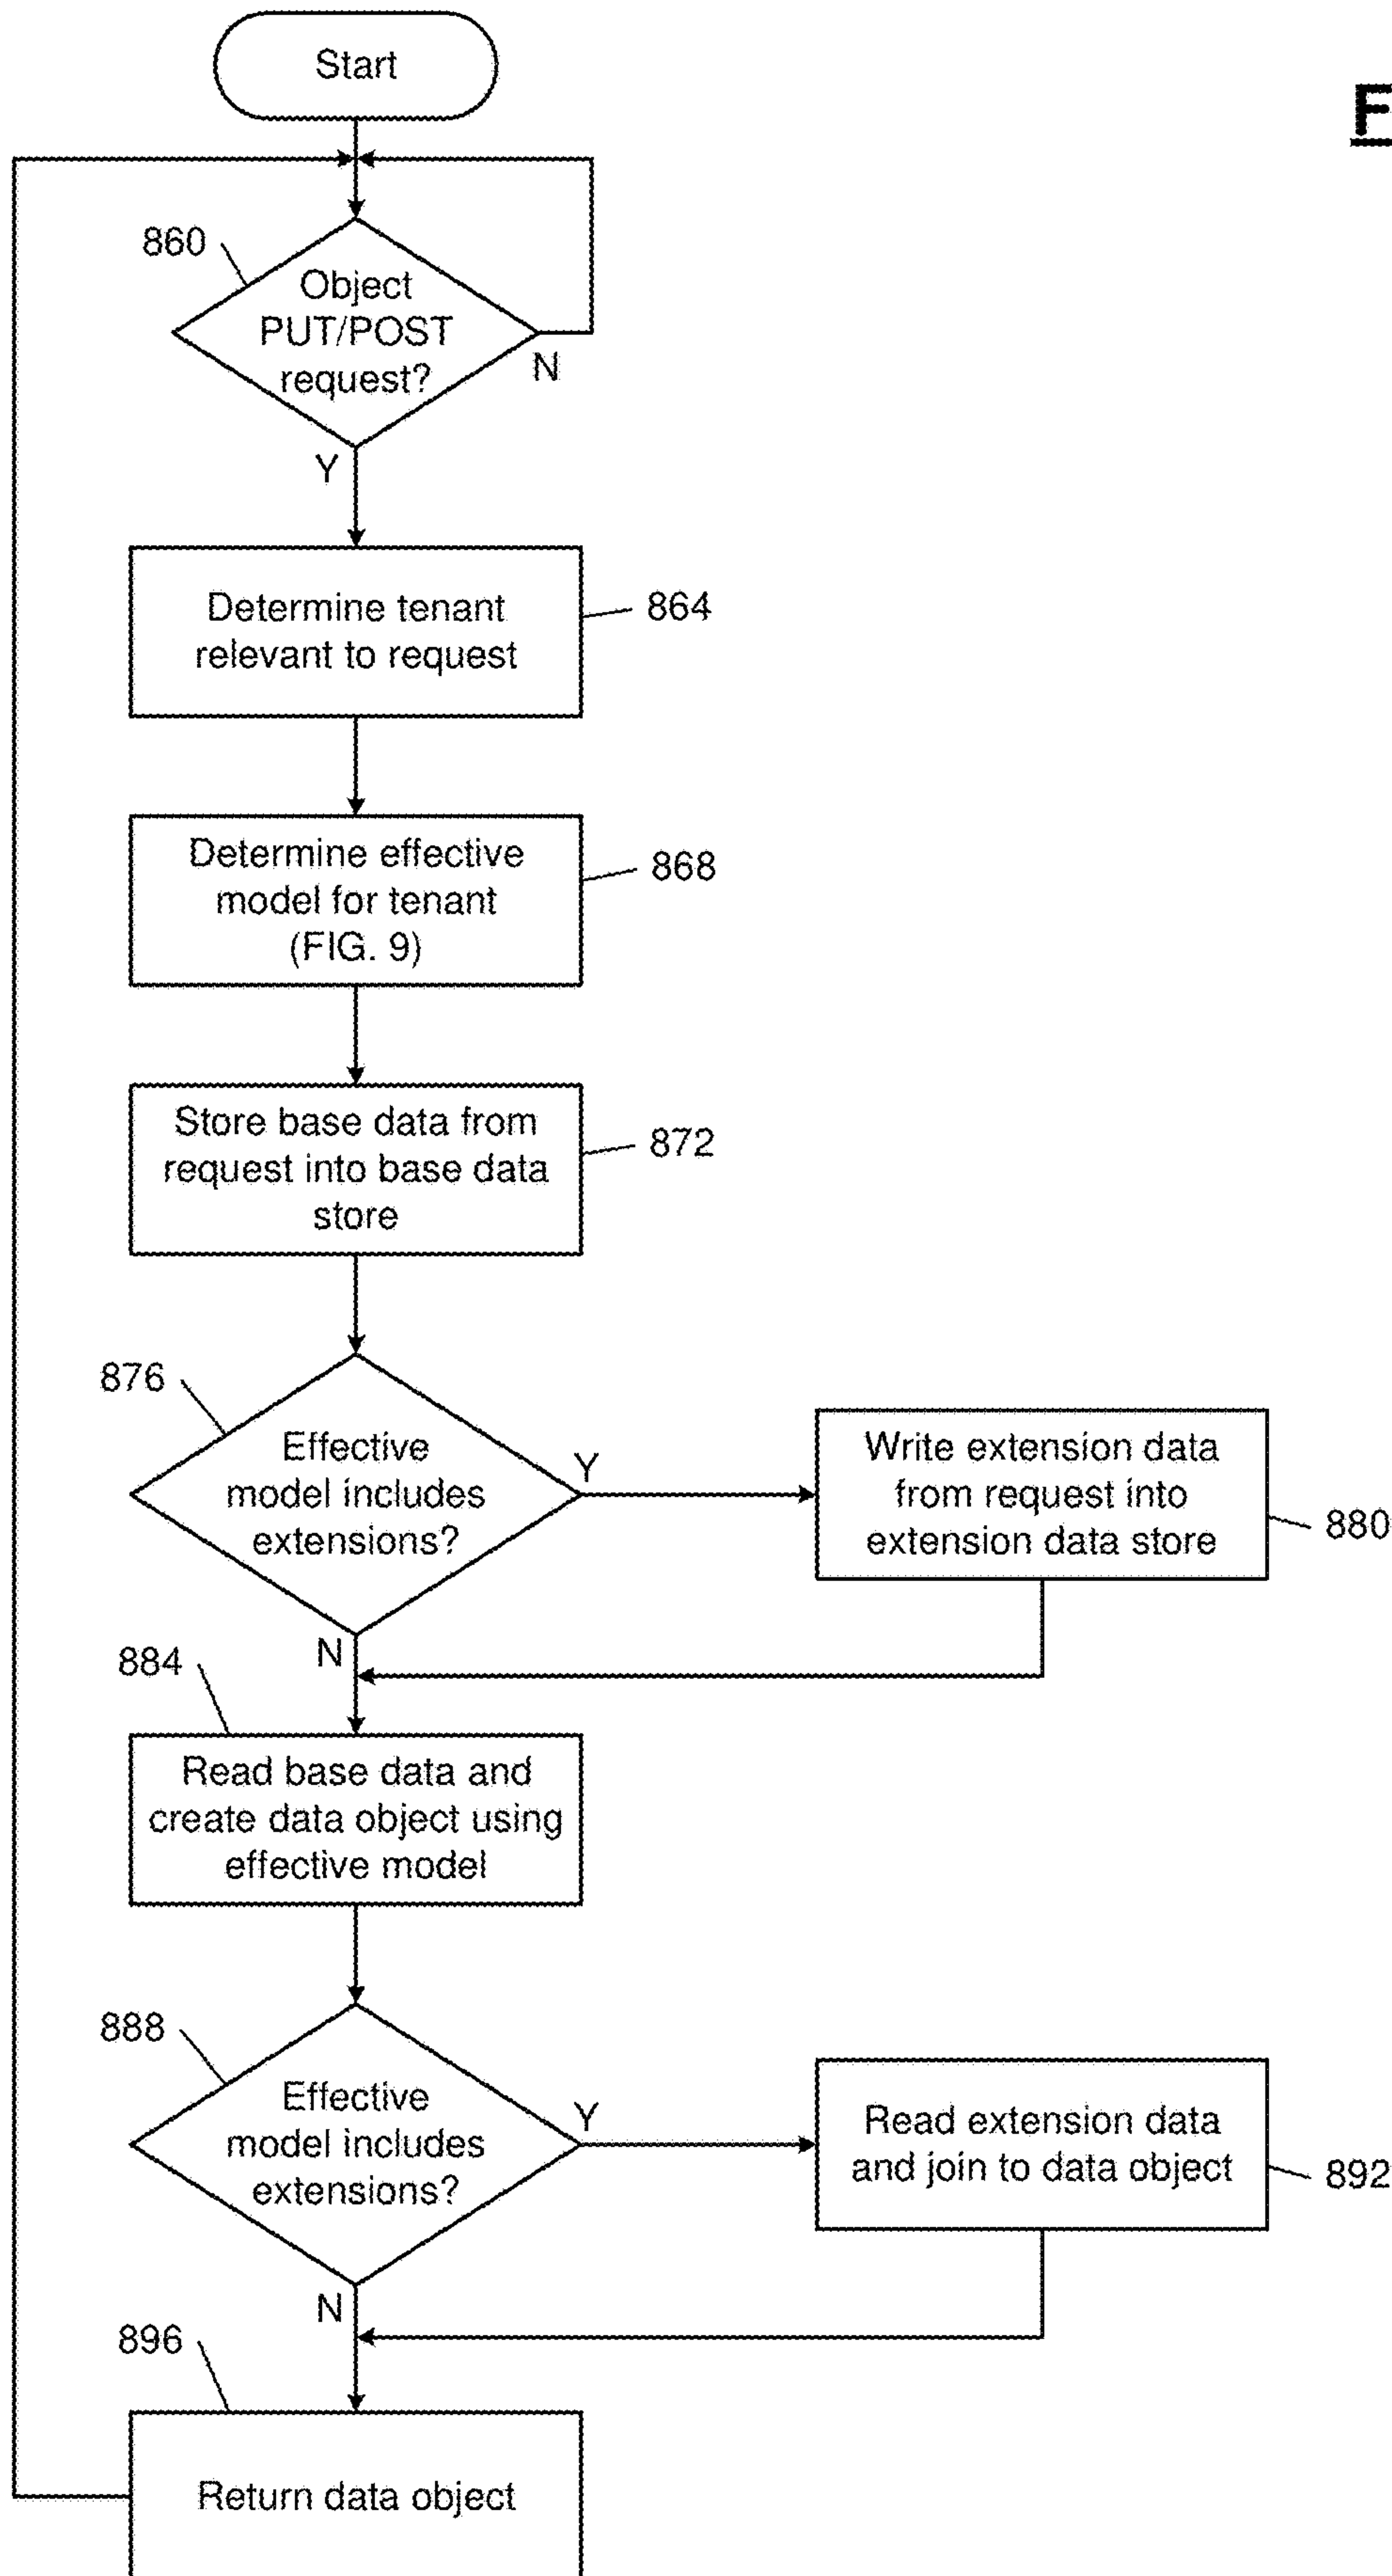 Start
860
Object
PUT/POST
request?
N
Y
Determine tenant
relevant to request
864
Determine effective
model for tenant
(FIG. 9)
868
Store base data from
request into base data
store
872
876
Effective
model includes
extensions?
Y
Write extension data
from request into
extension data store
880
N
884
Read base data and
create data object using
effective model
888
Effective
model includes
extensions?
Y
Read extension data
and join to data object
892
N
896
Return data object